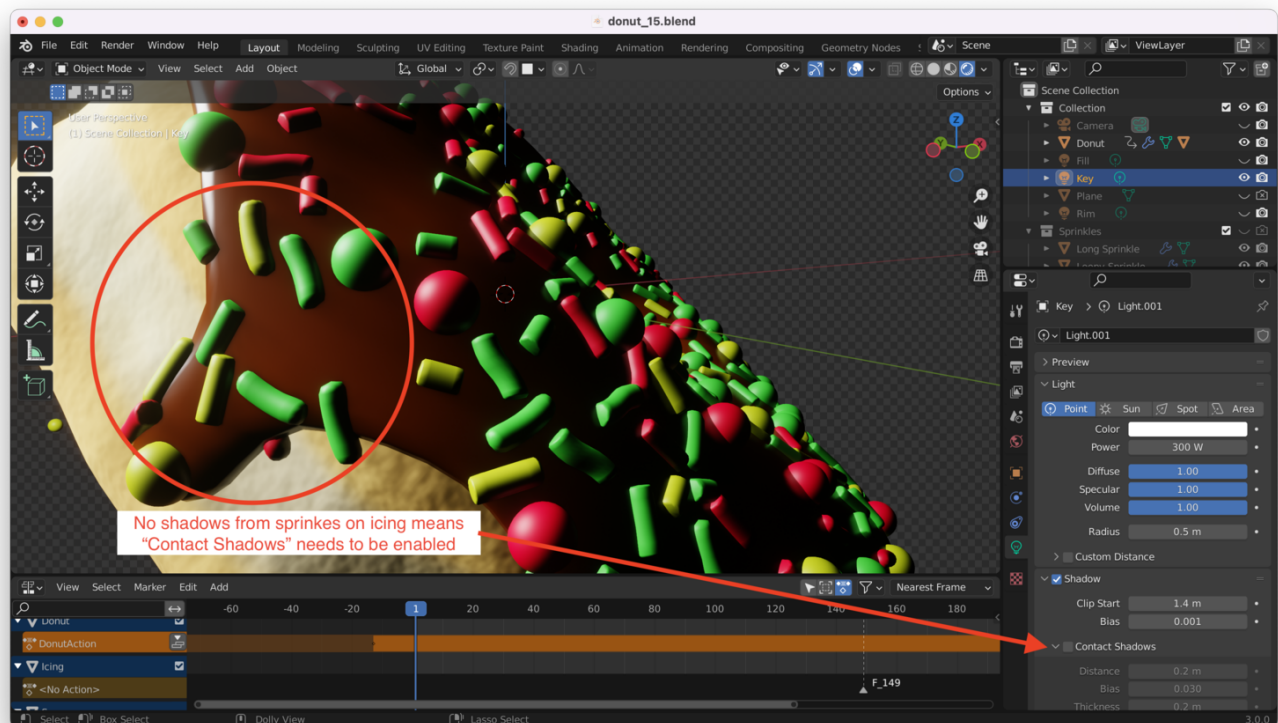 donut_15.blend
File Edit Render Window Help Layout Modeling Sculpting UV Editing Texture Paint Shading Animation Rendering Compositing Geometry Nodes Scene ViewLayer
Object Mode View Select Add Object Global
Options
User Perspective
(1) Scene Collection | Key
Z
Scene Collection
Collection
Camera
Donut
Fill
Key
Plane
Rim
Sprinkles
Long Sprinkle
Key > Light.001
Light.001
Preview
Light
Point Sun Spot Area
Color
Power 300 W
Diffuse 1.00
Specular 1.00
Volume 1.00
Radius 0.5 m
Custom Distance
Shadow
Clip Start 1.4 m
Bias 0.001
Contact Shadows
Distance 0.2 m
Bias 0.030
Thickness 0.2 m
No shadows from sprinkes on icing means
“Contact Shadows” needs to be enabled
View Select Marker Edit Add Nearest Frame
-60 -40 -20 1 20 40 60 80 100 120 140 160 180
Donut
DonutAction
Icing
<No Action>
F_149
Select Box Select Dolly View Lasso Select 3.0.0